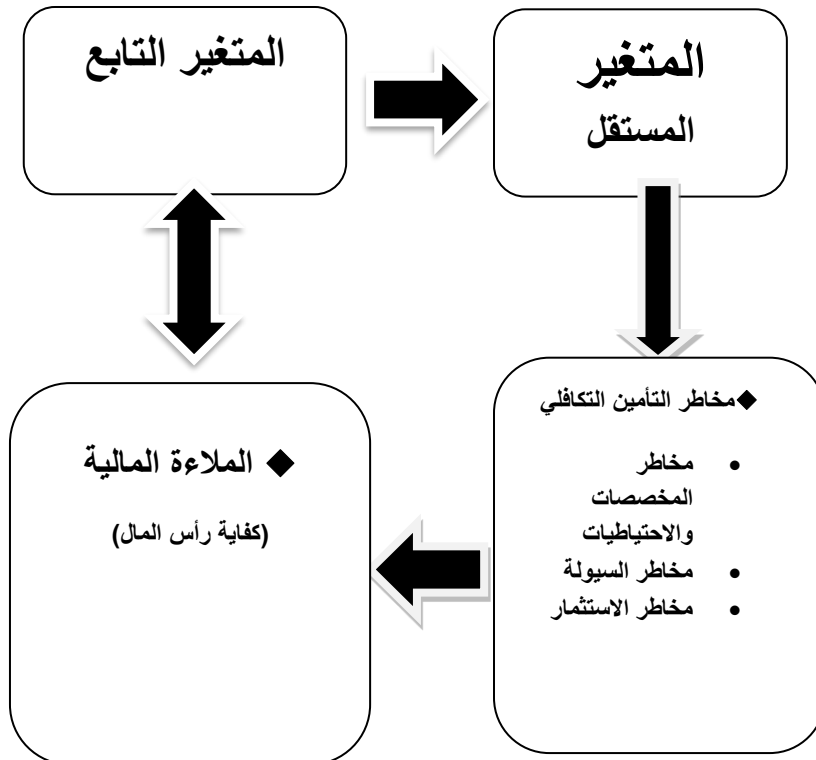 المتغير
المستقل
المتغير التابع
◆مخاطر التأمين التكافلي
• مخاطر
المخصصات
والاحتياطيات
• مخاطر السيولة
• مخاطر الاستثمار
◆ الملاءة المالية
(كفاية رأس المال)